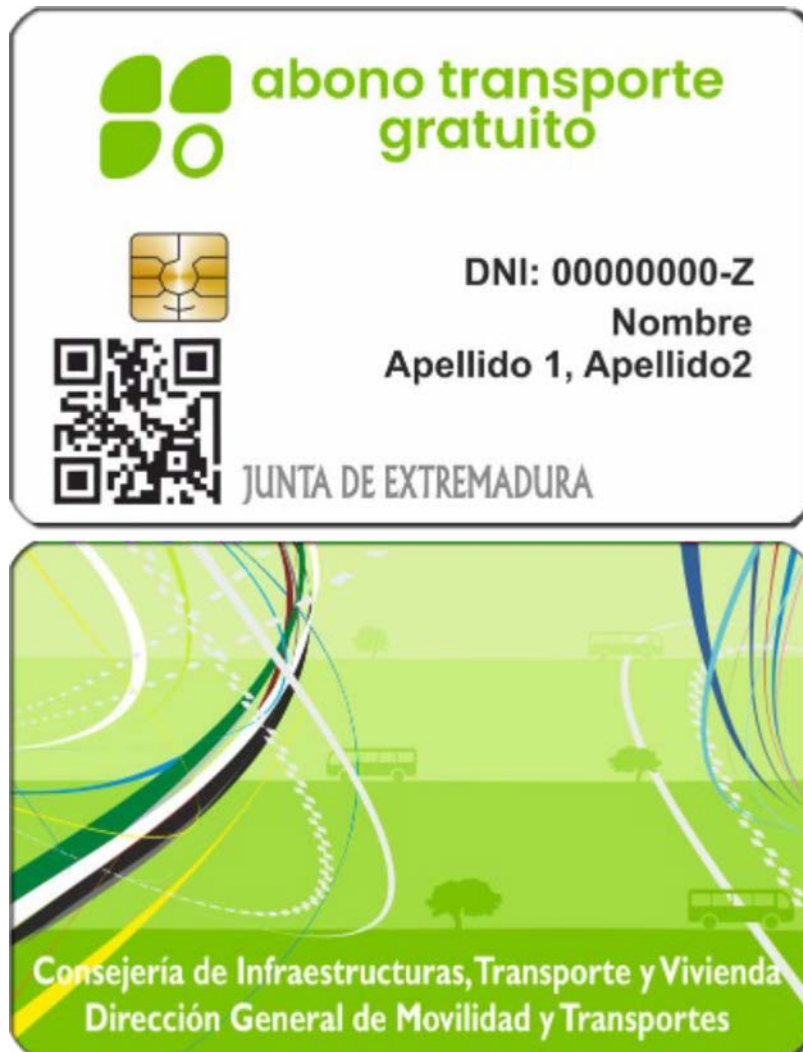 abono transporte
gratuito
DNI: 00000000-Z
Nombre
Apellido 1, Apellido2
JUNTA DE EXTREMADURA
Consejería de Infraestructuras, Transporte y Vivienda
Dirección General de Movilidad y Transportes